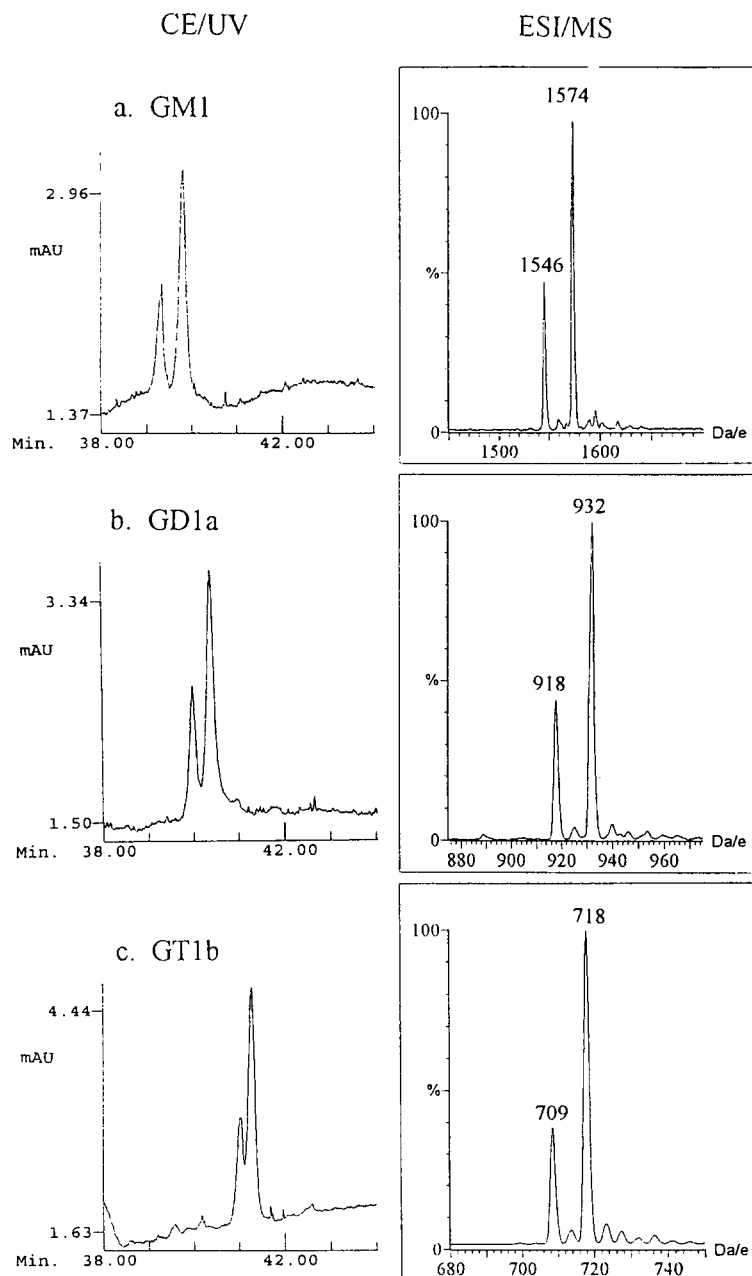 CE/UV
ESI/MS
a. GM1
2.96
mAU
1.37
Min.
38.00
42.00
100
1574
1546
%
0
1500
1600
Da/e
b. GD1a
3.34
mAU
1.50
Min.
38.00
42.00
100
932
918
%
0
880
900
920
940
960
Da/e
c. GT1b
4.44
mAU
1.63
Min.
38.00
42.00
100
718
709
%
0
680
700
720
740
Da/e